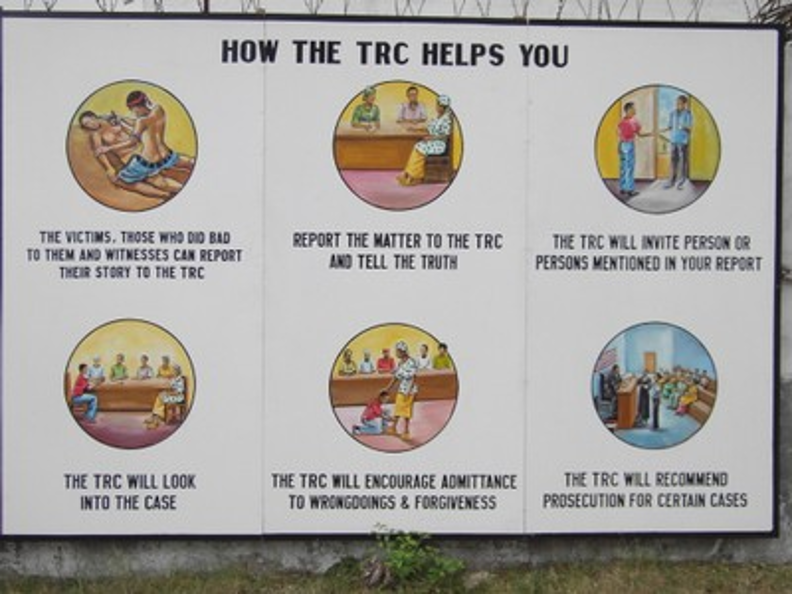 HOW THE TRC HELPS YOU
THE VICTIMS, THOSE WHO DID BAD
TO THEM AND WITNESSES CAN REPORT
THEIR STORY TO THE TRC
REPORT THE MATTER TO THE TRC
AND TELL THE TRUTH
THE TRC WILL INVITE PERSON OR
PERSONS MENTIONED IN YOUR REPORT
THE TRC WILL LOOK
INTO THE CASE
THE TRC WILL ENCOURAGE ADMITTANCE
TO WRONGDOINGS & FORGIVENESS
THE TRC WILL RECOMMEND
PROSECUTION FOR CERTAIN CASES